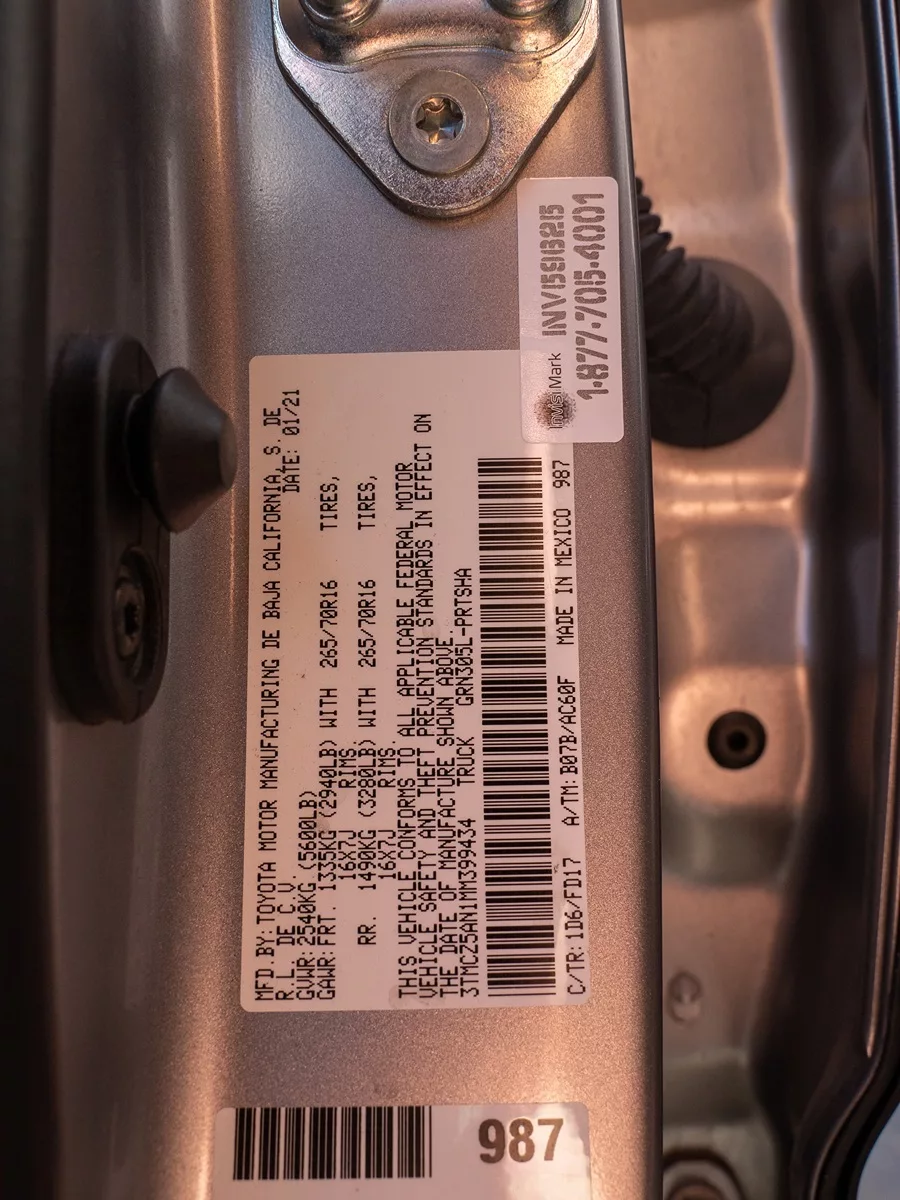 MFD.BY:TOYOTA MOTOR MANUFACTURING DE BAJA CALIFORNIA, S. DE
R.L. DE C.V. DATE: 01/21
GVWR:2540KG (5600LB)
GAWR:FRT. 1335KG (2940LB) WITH 265/70R16 TIRES,
16X7J RIMS,
RR. 1490KG (3280LB) WITH 265/70R16 TIRES,
16X7J RIMS.
THIS VEHICLE CONFORMS TO ALL APPLICABLE FEDERAL MOTOR
VEHICLE SAFETY AND THEFT PREVENTION STANDARDS IN EFFECT ON
THE DATE OF MANUFACTURE SHOWN ABOVE.
3TMCZ5AN1MM399434 TRUCK GRN305L-PRTSHA
C/TR: 1D6/FD17 A/TM: B07B/AC60F MADE IN MEXICO 987
Invisi Mark
INV159825
1-877-705-4001
987